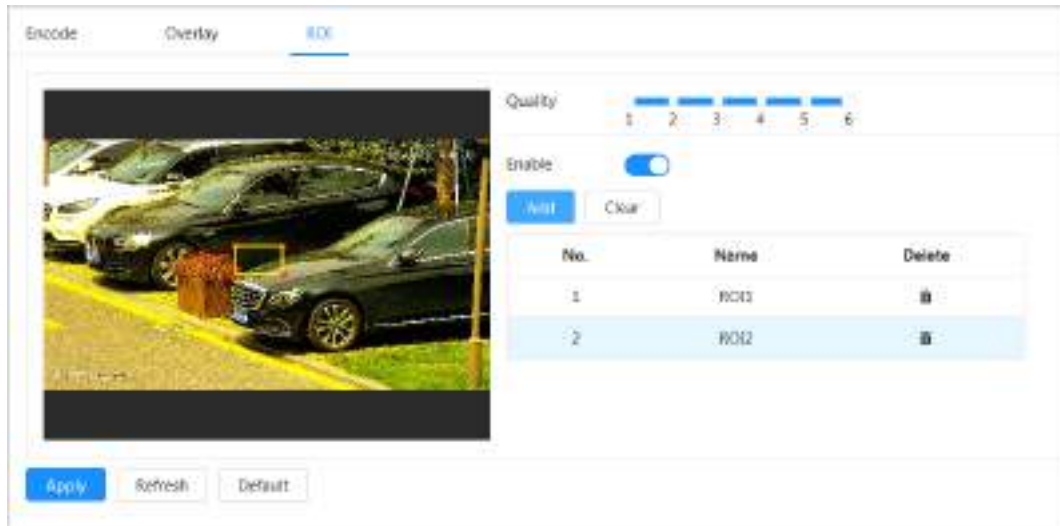 Encode Overlay ROI
Quality
1 2 3 4 5 6
Enable
Add Clear
No. Name Delete
1 ROI1
2 ROI2
Apply Refresh Default